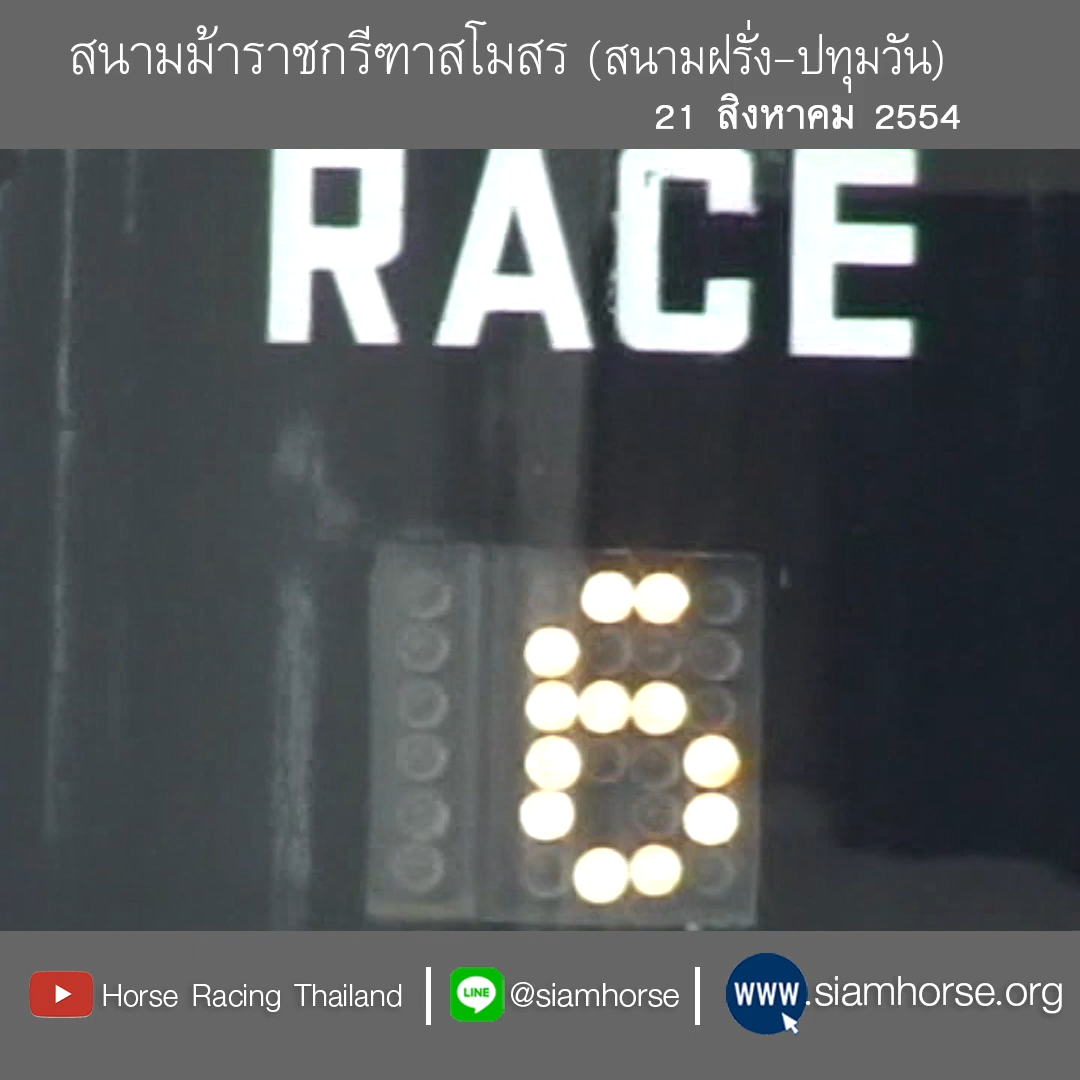 สนามม้าราชกรีฑาสโมสร (สนามฝรั่ง-ปทุมวัน)
21 สิงหาคม 2554
RACE
6
Horse Racing Thailand
LINE
@siamhorse
www.siamhorse.org